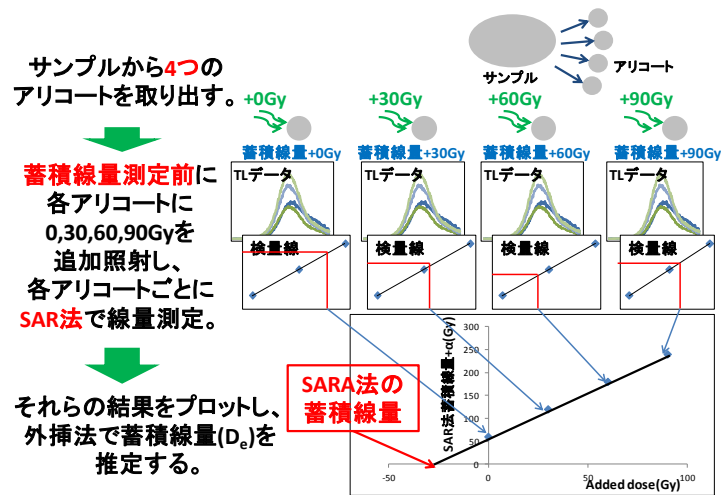 サンプルから4つの
アリコートを取り出す。
サンプル
アリコート
+0Gy
+30Gy
+60Gy
+90Gy
蓄積線量+0Gy
蓄積線量+30Gy
蓄積線量+60Gy
蓄積線量+90Gy
蓄積線量測定前に
各アリコートに
0,30,60,90Gyを
追加照射し、
各アリコートごとに
SAR法で線量測定。
TLデータ
TLデータ
TLデータ
TLデータ
検量線
検量線
検量線
検量線
それらの結果をプロットし、
外挿法で蓄積線量(De)を
推定する。
SARA法の
蓄積線量
SAR法蓄積線量+α(Gy)
300
250
200
150
100
50
0
-50
0
50
100
Added dose(Gy)